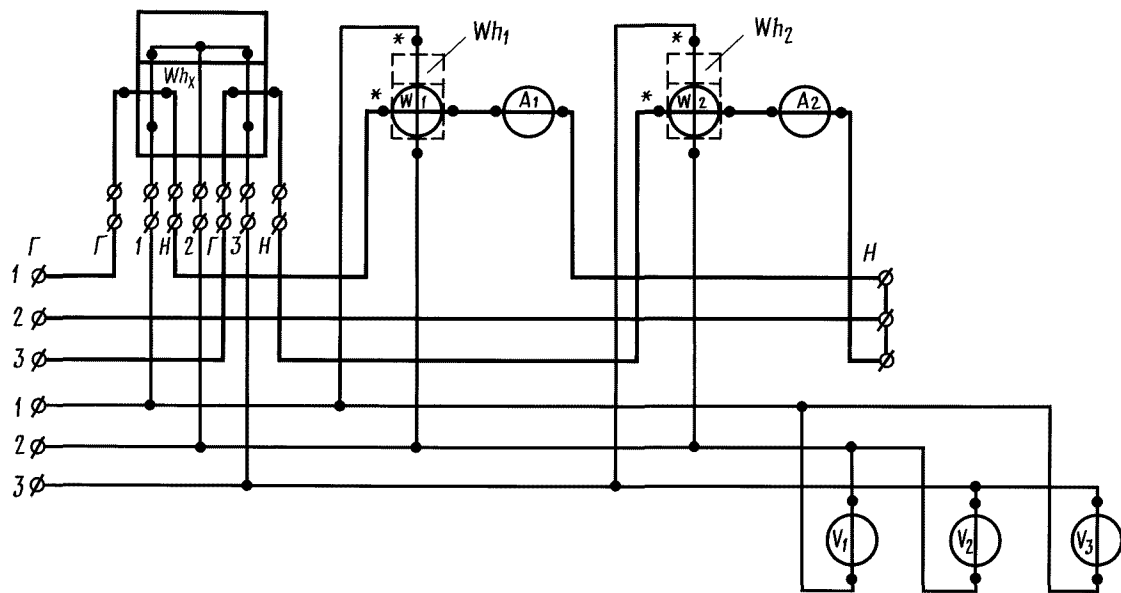 * Wh₁ * Wh₂
Whₓ
* W 1 A₁ * W 2 A₂
Г Г 1 Н 2 Г 3 Н Н
1
2
3
1
2
3
V₁ V₂ V₃